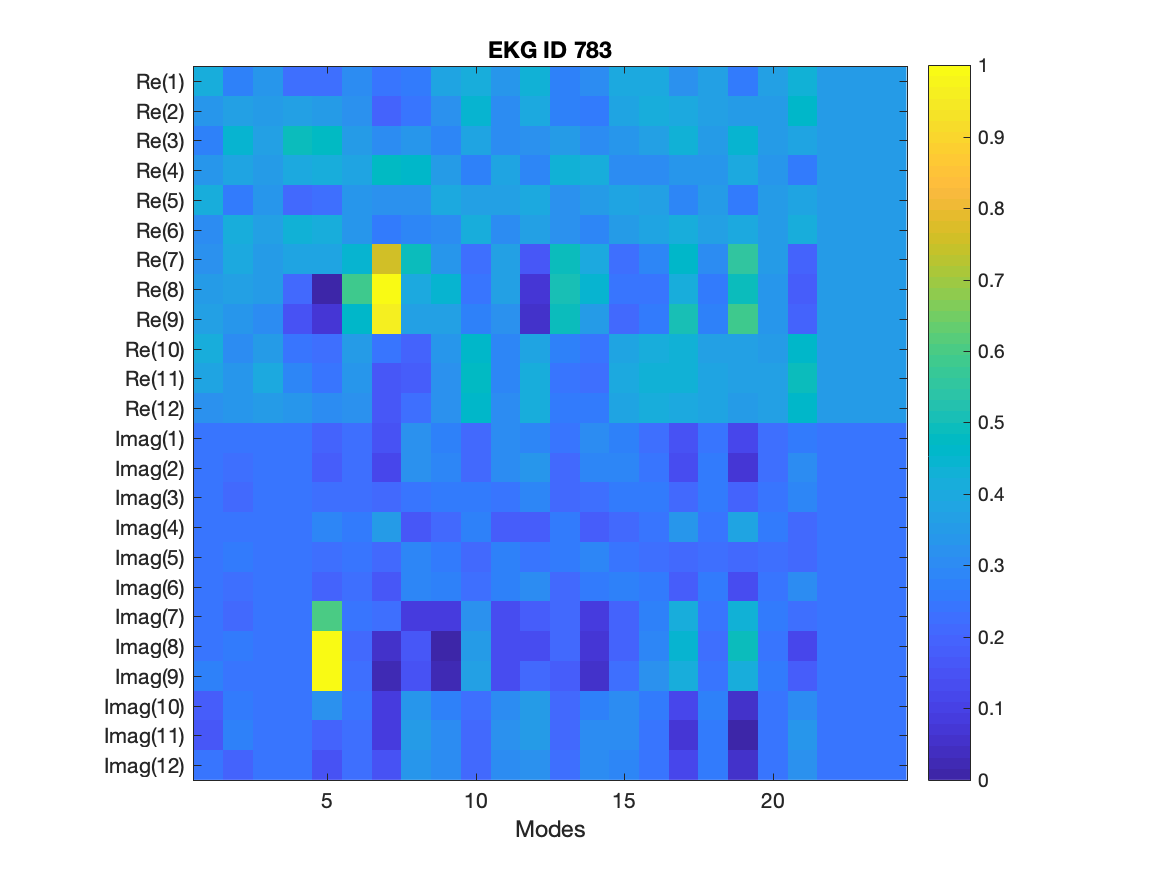 EKG ID 783
Re(1)
Re(2)
Re(3)
Re(4)
Re(5)
Re(6)
Re(7)
Re(8)
Re(9)
Re(10)
Re(11)
Re(12)
Imag(1)
Imag(2)
Imag(3)
Imag(4)
Imag(5)
Imag(6)
Imag(7)
Imag(8)
Imag(9)
Imag(10)
Imag(11)
Imag(12)
5 10 15 20
Modes
1
0.9
0.8
0.7
0.6
0.5
0.4
0.3
0.2
0.1
0